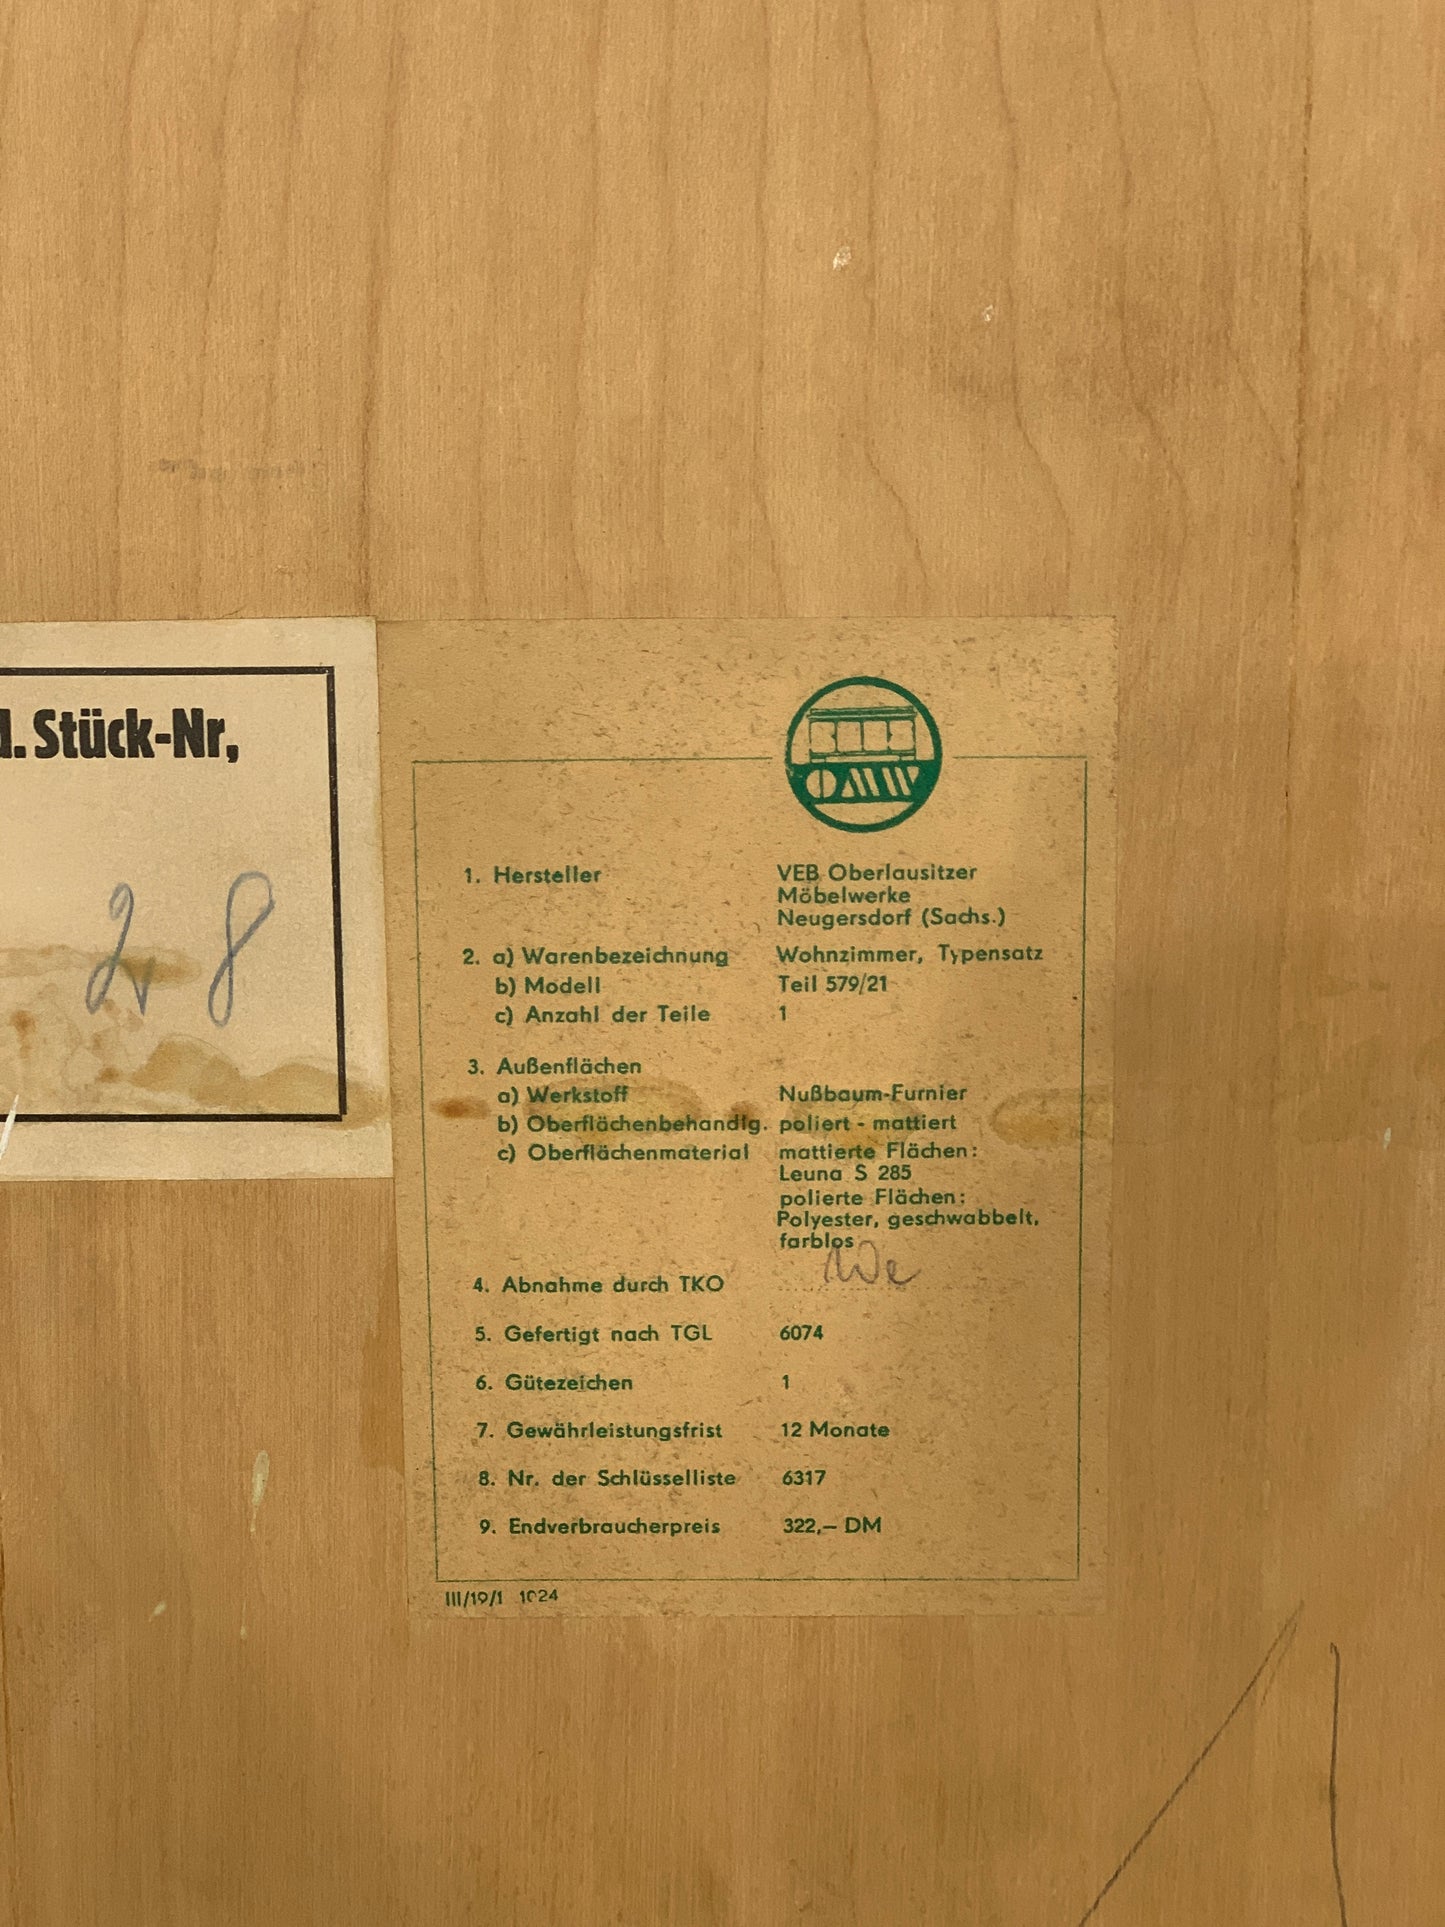 d. Stück-Nr,
28
OMW
1. Hersteller VEB Oberlausitzer
Möbelwerke
Neugersdorf (Sachs.)
2. a) Warenbezeichnung Wohnzimmer, Typensatz
b) Modell Teil 579/21
c) Anzahl der Teile 1
3. Außenflächen
a) Werkstoff Nußbaum-Furnier
b) Oberflächenbehandlg. poliert - mattiert
c) Oberflächenmaterial mattierte Flächen:
Leuna S 285
polierte Flächen:
Polyester, geschwabbelt,
farblos
4. Abnahme durch TKO We
5. Gefertigt nach TGL 6074
6. Gütezeichen 1
7. Gewährleistungsfrist 12 Monate
8. Nr. der Schlüsselliste 6317
9. Endverbraucherpreis 322,– DM
III/19/1 1024